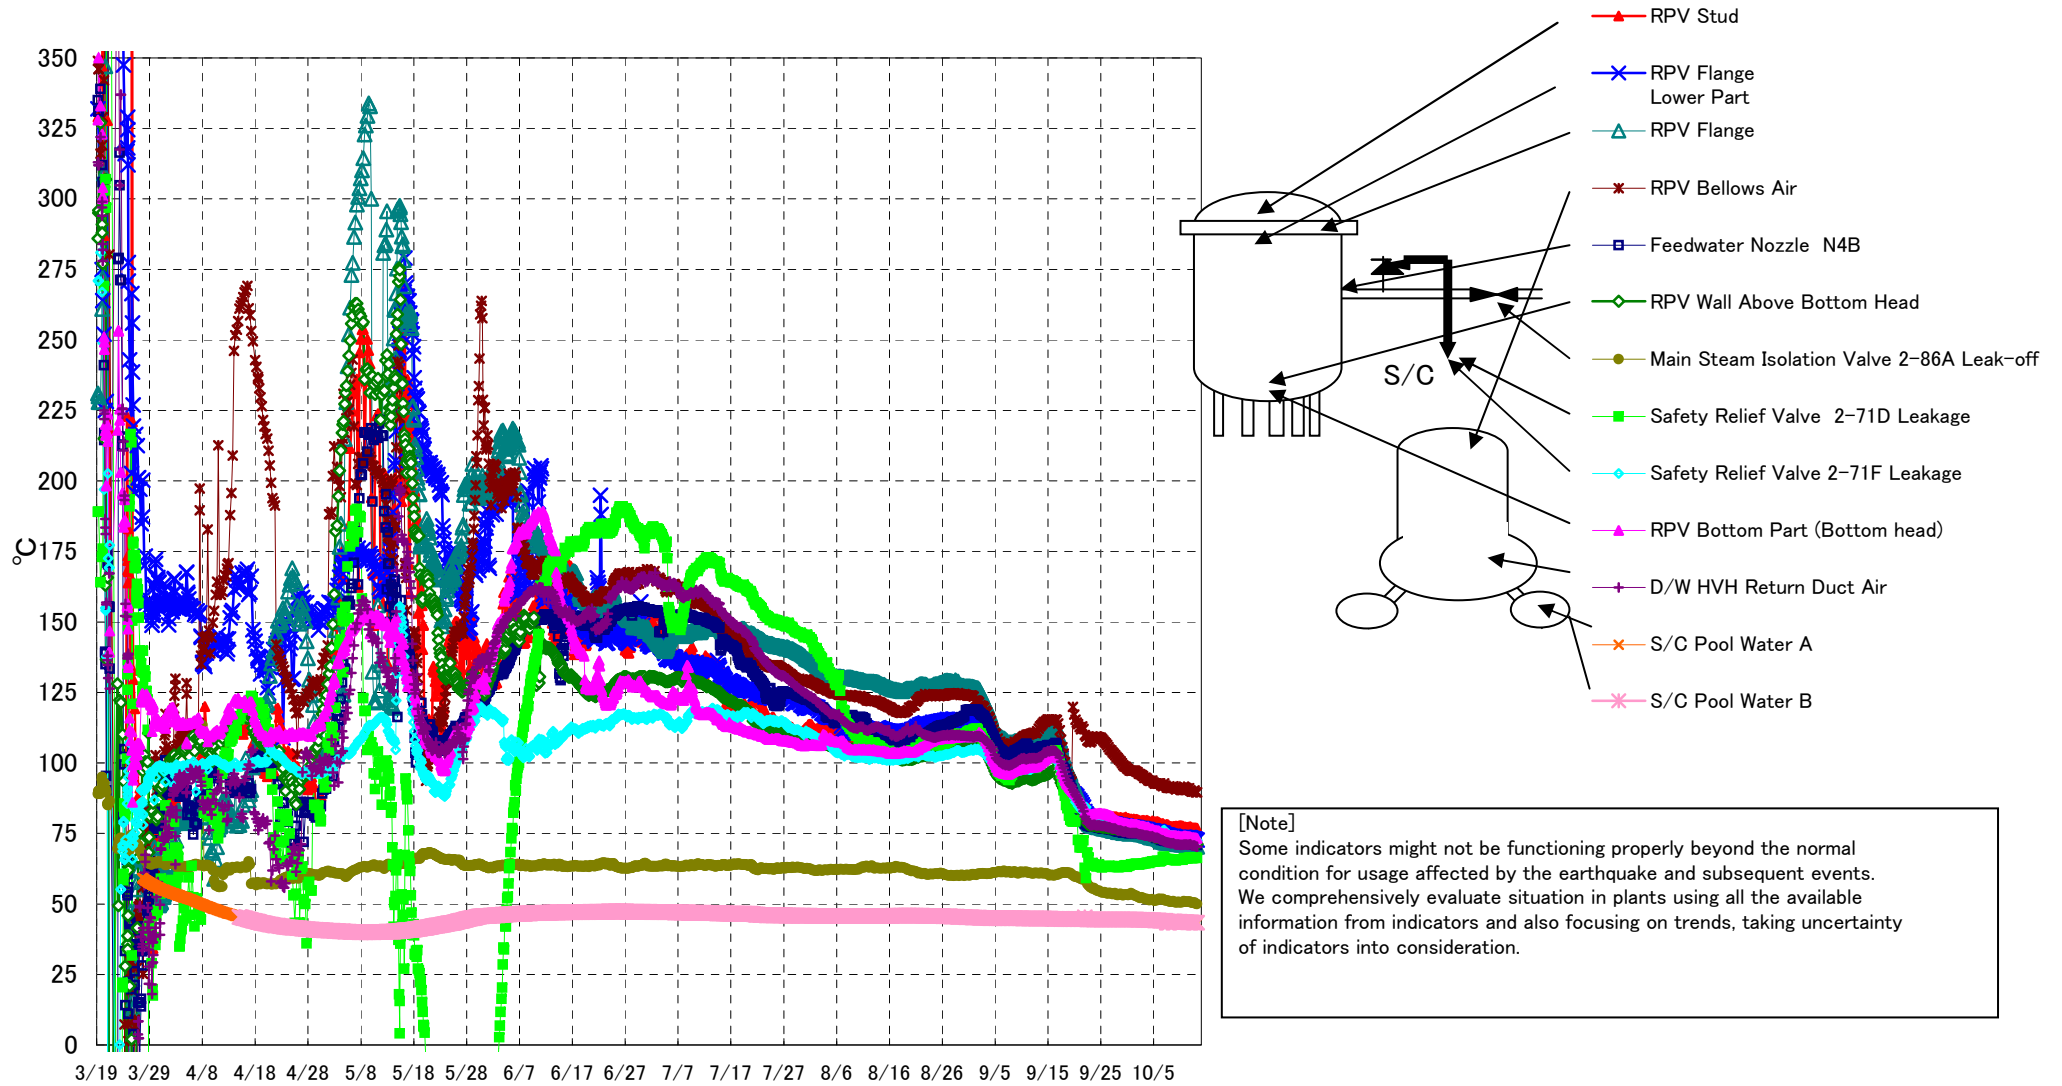 350
325
300
275
250
225
200
175
150
125
100
75
50
25
0
°C
3/19 3/29 4/8 4/18 4/28 5/8 5/18 5/28 6/7 6/17 6/27 7/7 7/17 7/27 8/6 8/16 8/26 9/5 9/15 9/25 10/5
RPV Stud
RPV Flange
Lower Part
RPV Flange
RPV Bellows Air
Feedwater Nozzle N4B
RPV Wall Above Bottom Head
Main Steam Isolation Valve 2-86A Leak-off
Safety Relief Valve 2-71D Leakage
Safety Relief Valve 2-71F Leakage
RPV Bottom Part (Bottom head)
D/W HVH Return Duct Air
S/C Pool Water A
S/C Pool Water B
S/C
[Note]
Some indicators might not be functioning properly beyond the normal
condition for usage affected by the earthquake and subsequent events.
We comprehensively evaluate situation in plants using all the available
information from indicators and also focusing on trends, taking uncertainty
of indicators into consideration.